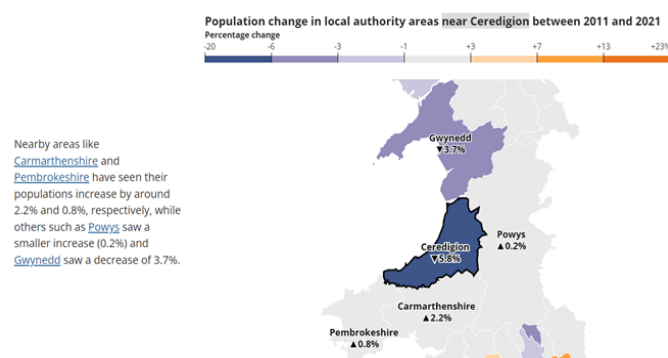 Population change in local authority areas near Ceredigion between 2011 and 2021
Percentage change
-20 -6 -3 -1 +3 +7 +13 +23%
Nearby areas like
Carmarthenshire and
Pembrokeshire have seen their
populations increase by around
2.2% and 0.8%, respectively, while
others such as Powys saw a
smaller increase (0.2%) and
Gwynedd saw a decrease of 3.7%.
Gwynedd
▼3.7%
Powys
▲0.2%
Ceredigion
▼5.8%
Carmarthenshire
▲2.2%
Pembrokeshire
▲0.8%